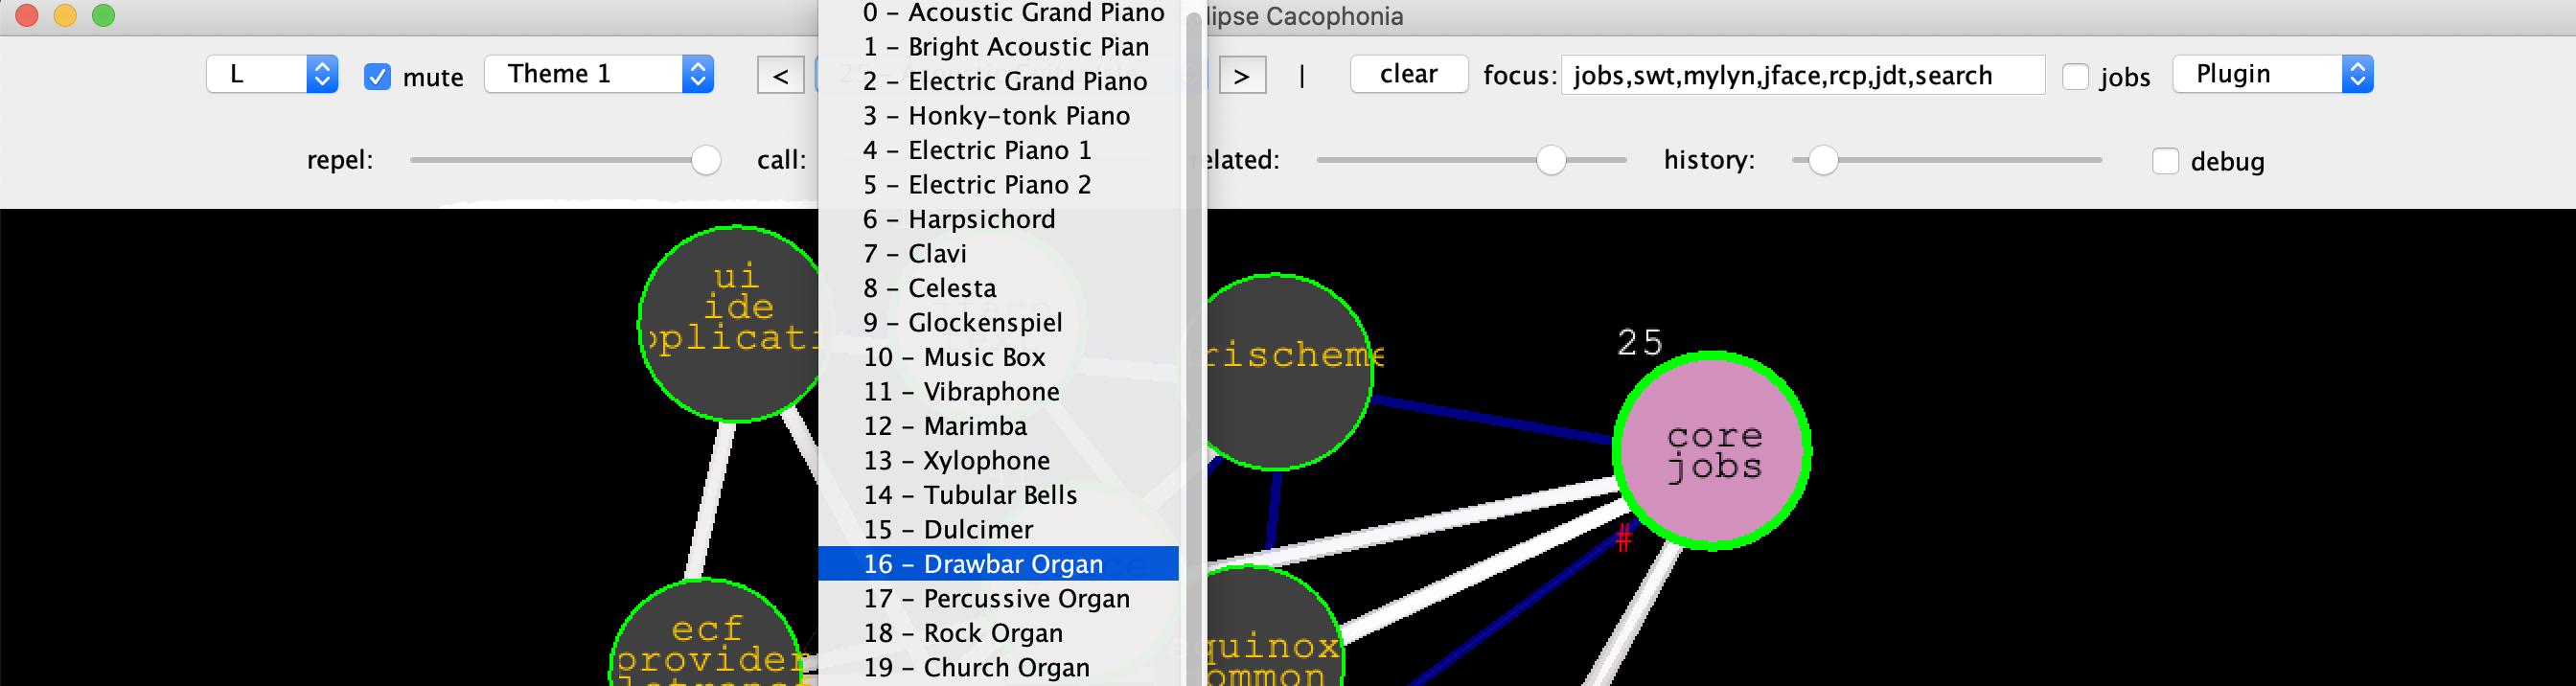 lipse Cacophonia
L
mute
Theme 1
<
>
|
clear
focus:
jobs,swt,mylyn,jface,rcp,jdt,search
jobs
Plugin
repel:
call:
elated:
history:
debug
0 – Acoustic Grand Piano
1 – Bright Acoustic Pian
2 – Electric Grand Piano
3 – Honky-tonk Piano
4 – Electric Piano 1
5 – Electric Piano 2
6 – Harpsichord
7 – Clavi
8 – Celesta
9 – Glockenspiel
10 – Music Box
11 – Vibraphone
12 – Marimba
13 – Xylophone
14 – Tubular Bells
15 – Dulcimer
16 – Drawbar Organ
17 – Percussive Organ
18 – Rock Organ
19 – Church Organ
ui
ide
pplicati
rischeme
25
core
jobs
#
ecf
provider
quinox
ommon